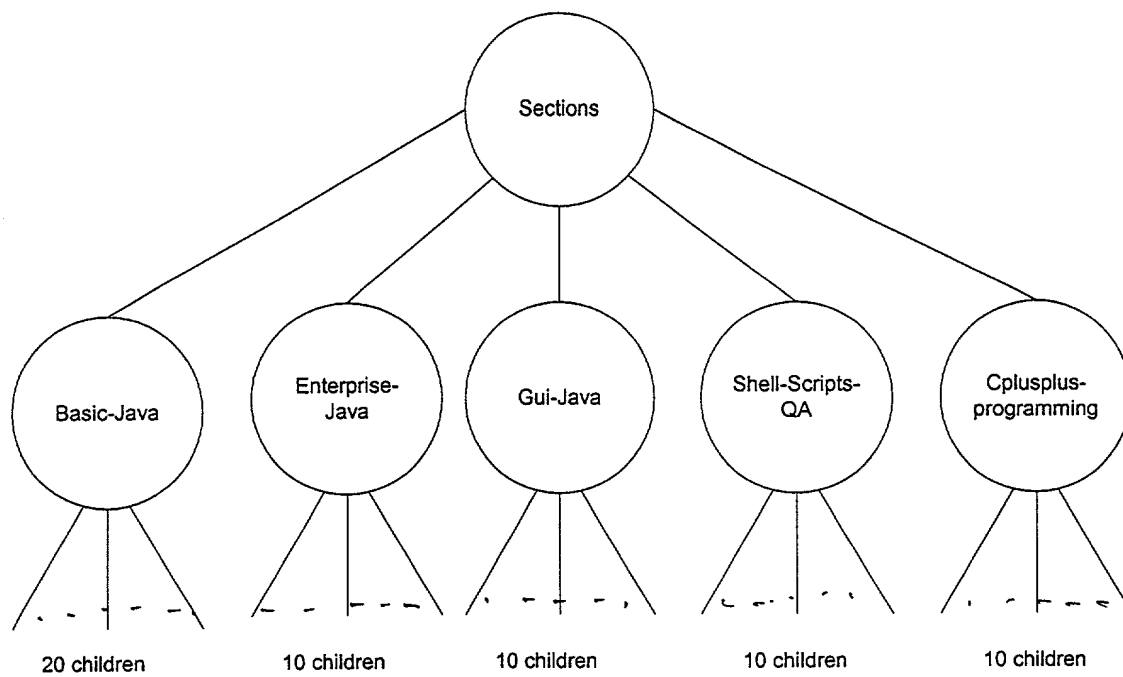 Sections
Basic-Java
Enterprise-
Java
Gui-Java
Shell-Scripts-
QA
Cplusplus-
programming
20 children
10 children
10 children
10 children
10 children